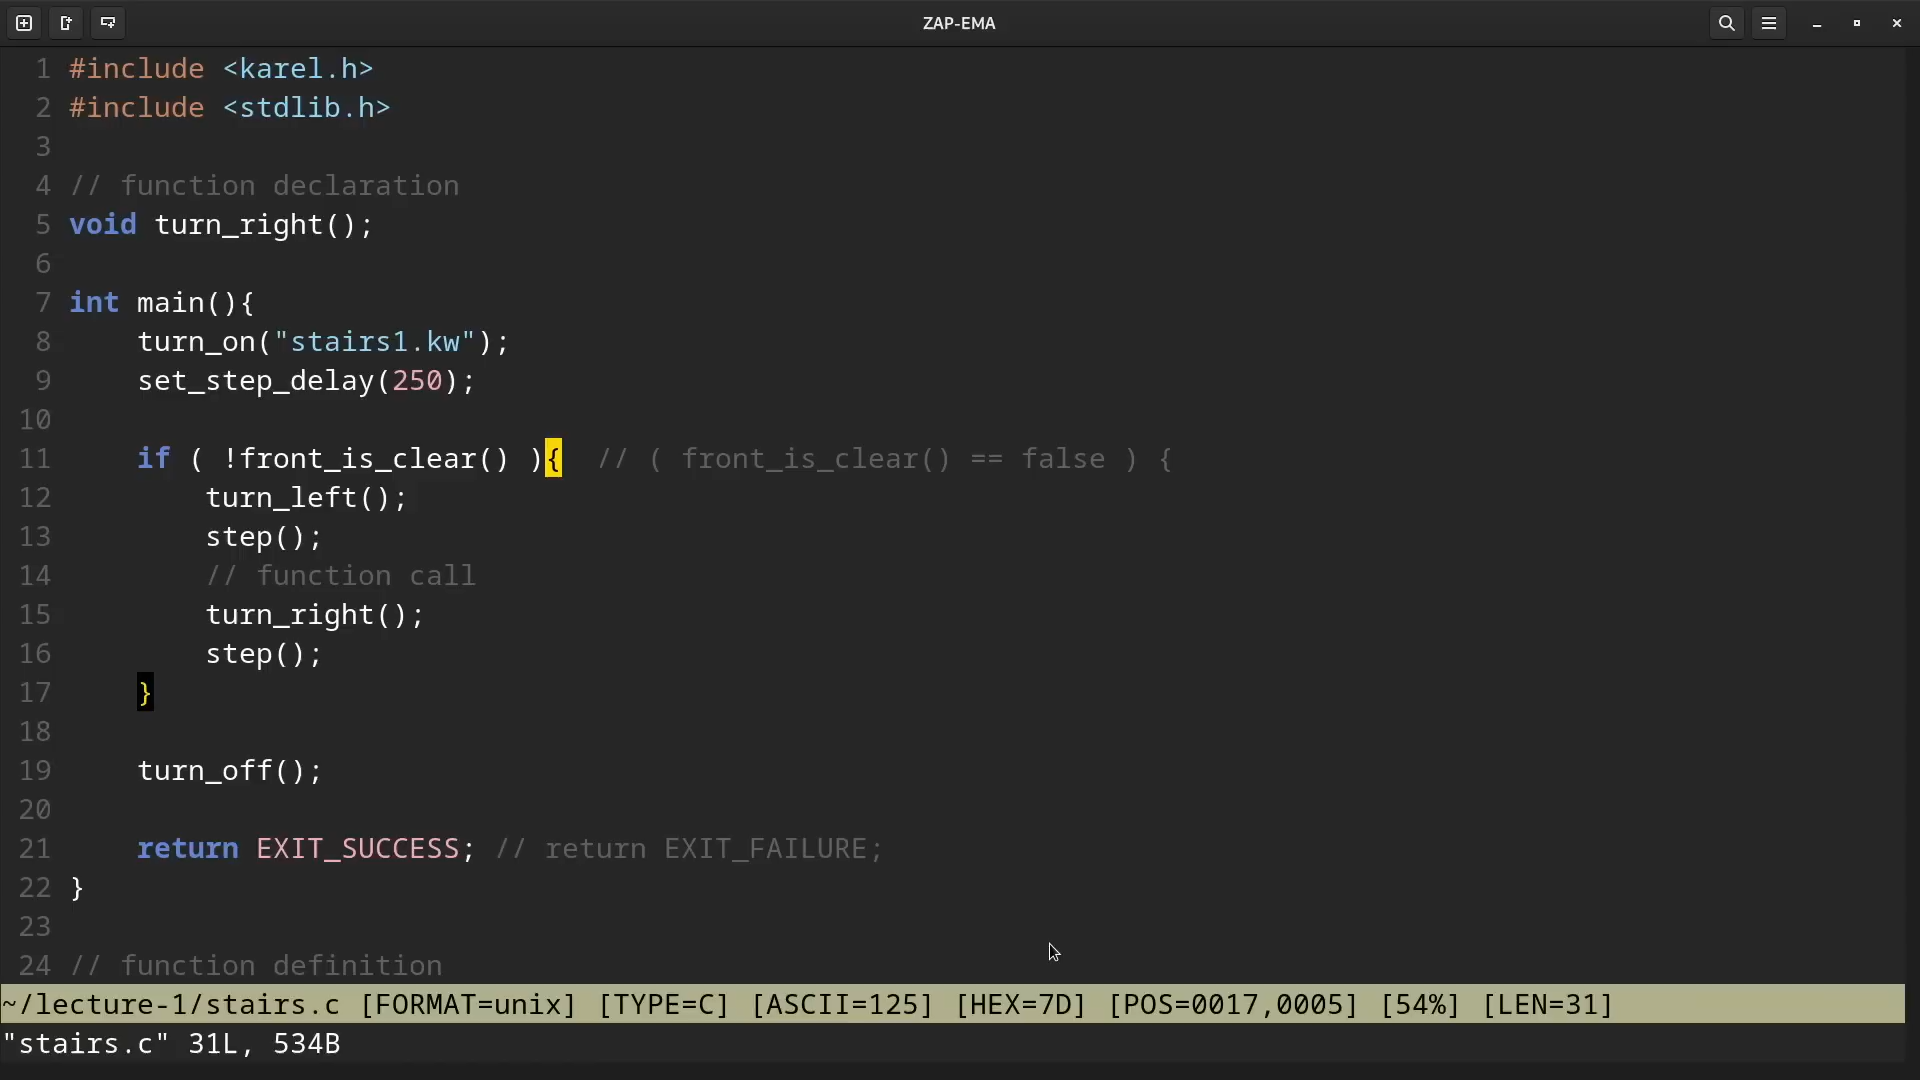 ZAP-EMA
1 #include <karel.h>
2 #include <stdlib.h>
3
4 // function declaration
5 void turn_right();
6
7 int main(){
8     turn_on("stairs1.kw");
9     set_step_delay(250);
10
11     if ( !front_is_clear() ){  // ( front_is_clear() == false ) {
12         turn_left();
13         step();
14         // function call
15         turn_right();
16         step();
17     }
18
19     turn_off();
20
21     return EXIT_SUCCESS; // return EXIT_FAILURE;
22 }
23
24 // function definition
~/lecture-1/stairs.c [FORMAT=unix] [TYPE=C] [ASCII=125] [HEX=7D] [POS=0017,0005] [54%] [LEN=31]
"stairs.c" 31L, 534B